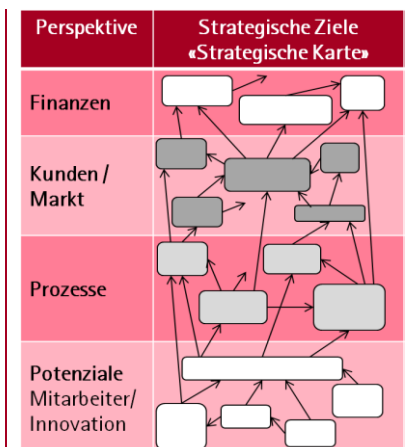 Perspektive
Strategische Ziele
«Strategische Karte»
Finanzen
Kunden /
Markt
Prozesse
Potenziale
Mitarbeiter/
Innovation